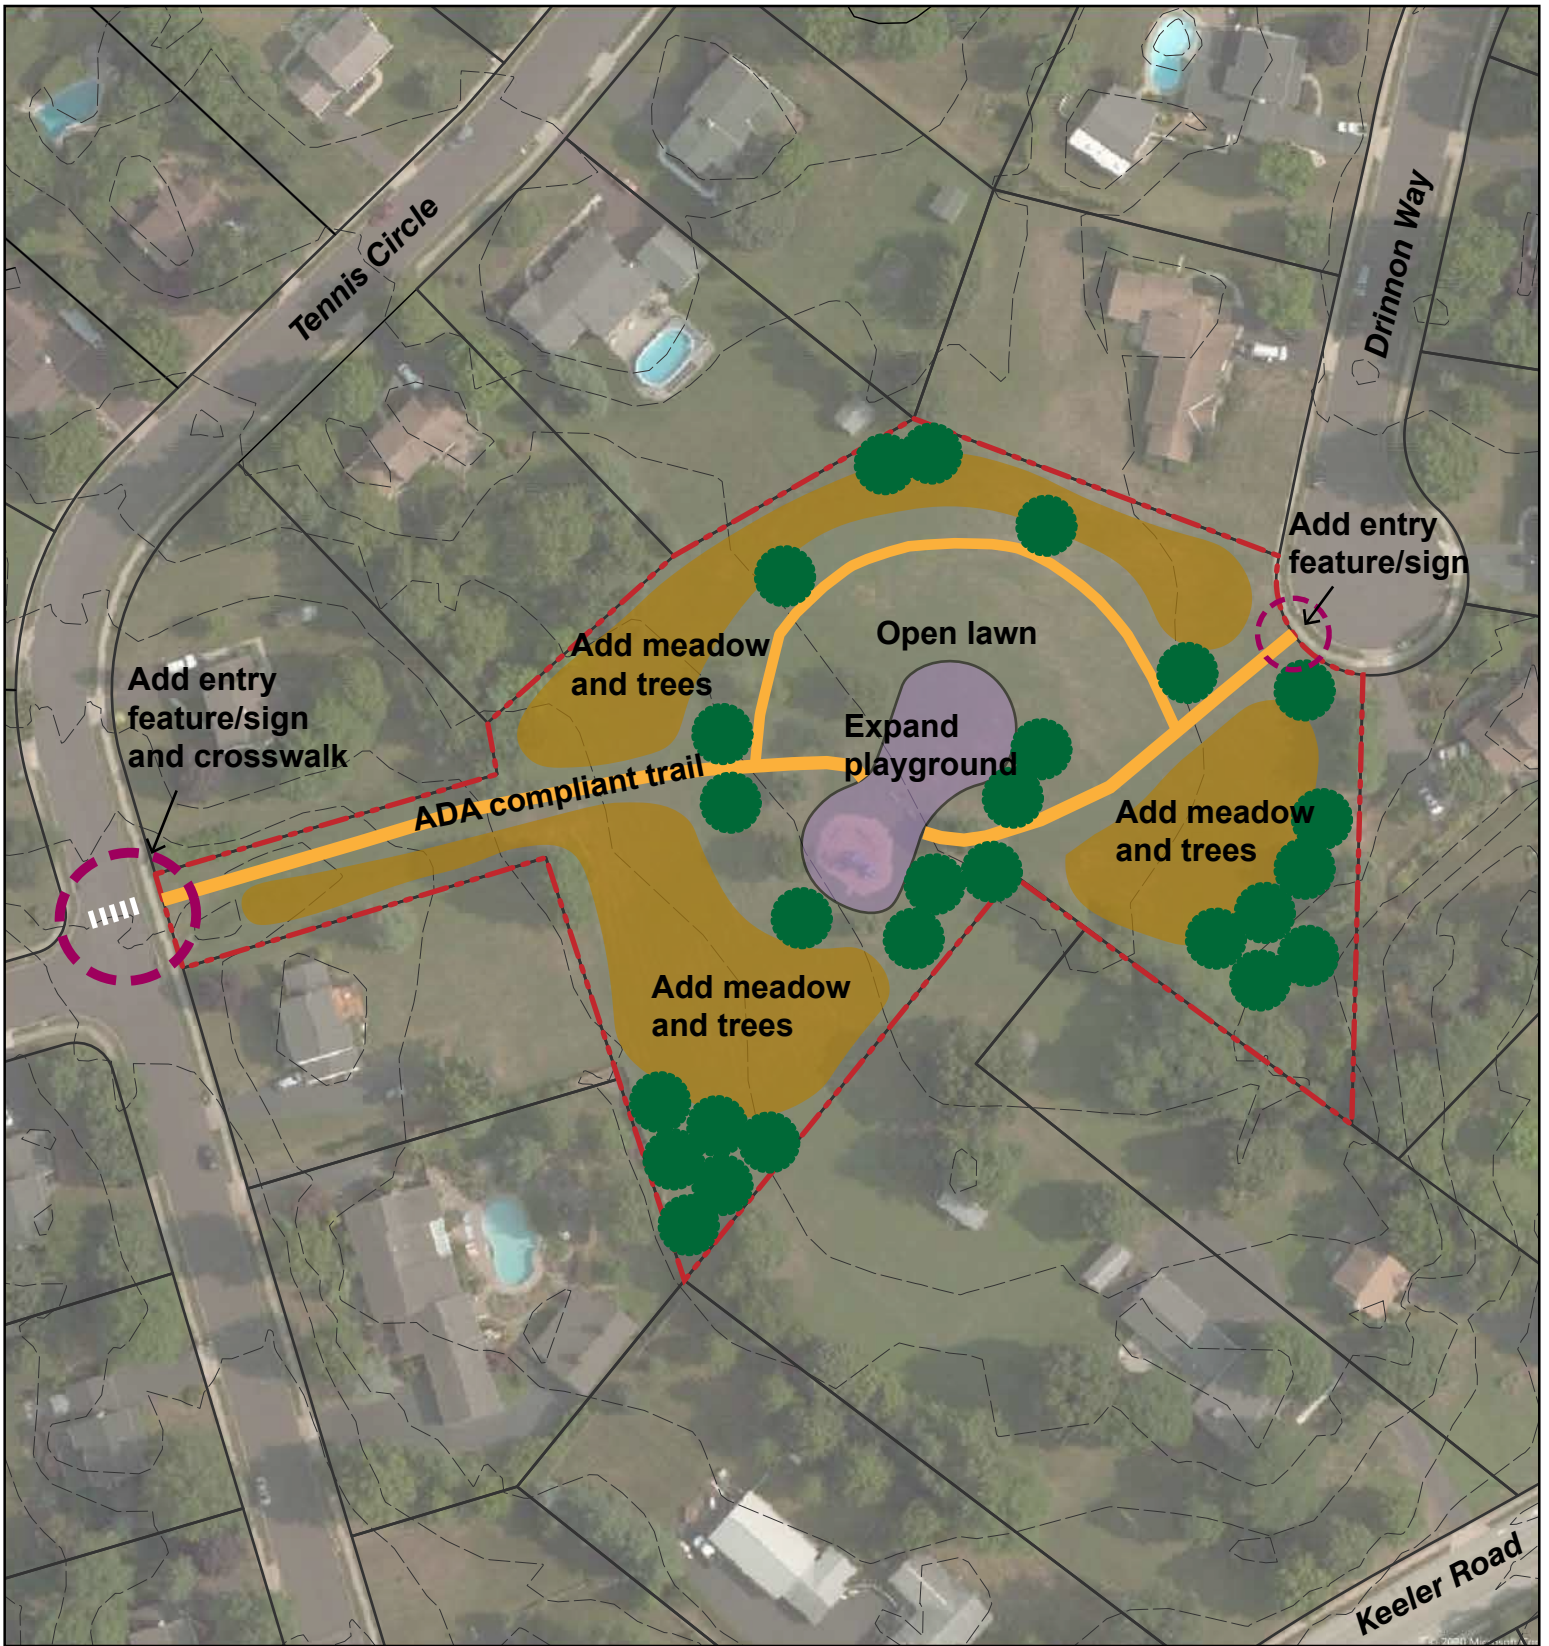 Tennis Circle
Drinnon Way
Add entry
feature/sign
Add meadow
and trees
Open lawn
Add entry
feature/sign
and crosswalk
Expand
playground
ADA compliant trail
Add meadow
and trees
Add meadow
and trees
Keeler Road